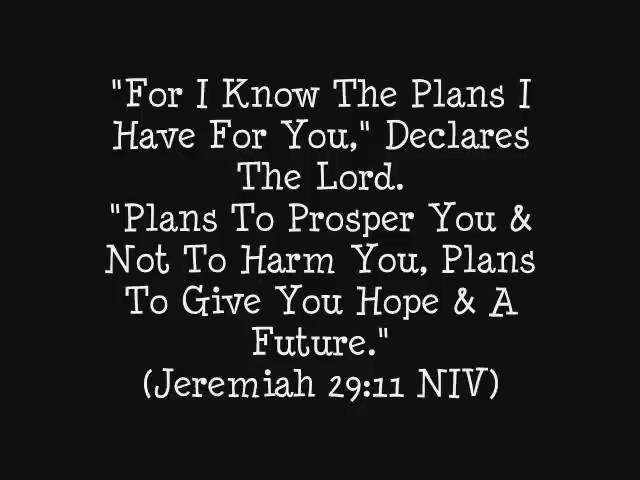 "For I Know The Plans I
Have For You," Declares
The Lord.
"Plans To Prosper You &
Not To Harm You, Plans
To Give You Hope & A
Future."
(Jeremiah 29:11 NIV)